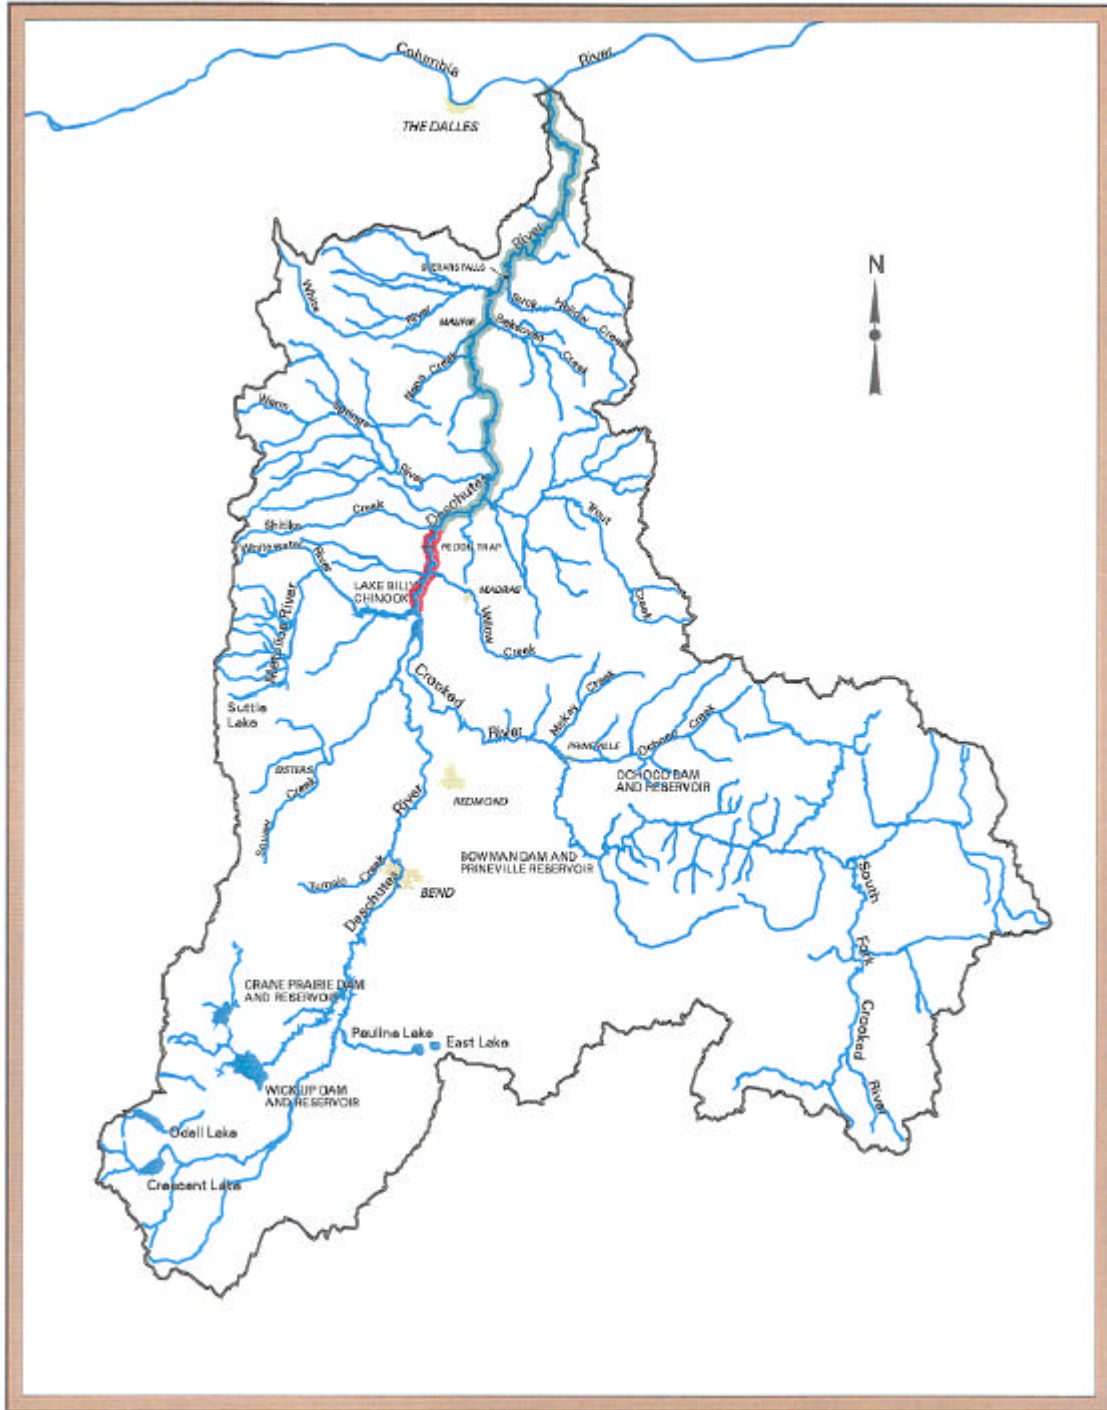 Columbia
River
THE DALLES
River
SHERARS FALLS
White
River
MAUPIN
Buck
Hollow
Creek
Bakeoven
Creek
Creek
Warm
Springs
River
Deschutes
Shitike
Creek
Trout
Creek
Whitewater
River
PELTON TRAP
LAKE BILLY
CHINOOK
MADRAS
Willow
Creek
Metolius River
Suttle
Lake
Crooked
River
McKay
Creek
Ochoco
Creek
PRINEVILLE
SISTERS
Squaw
Creek
OCHOCO DAM
AND RESERVOIR
REDMOND
River
BOWMAN DAM AND
PRINEVILLE RESERVOIR
Tumalo
Creek
BEND
Deschutes
South
Fork
Crooked
River
CRANE PRAIRIE DAM
AND RESERVOIR
Paulina Lake
East Lake
WICKIUP DAM
AND RESERVOIR
Odell Lake
Crescent Lake
N